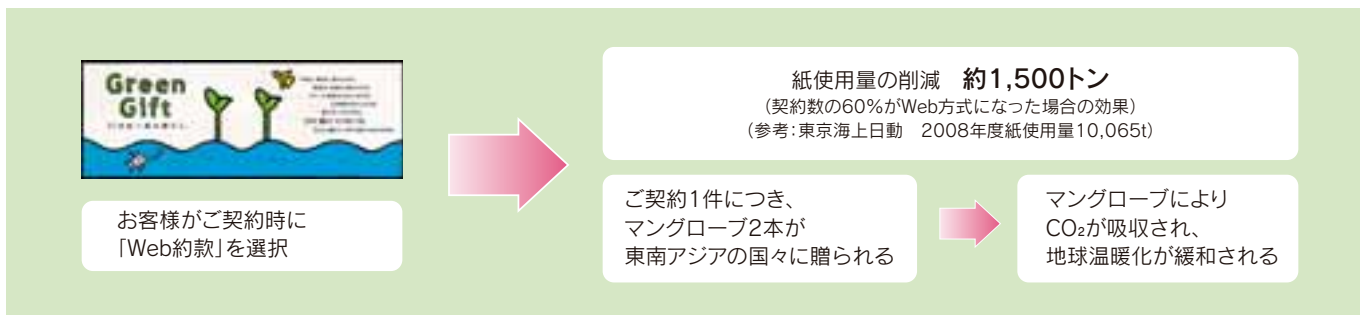 Green
Gift
お客様がご契約時に
「Web約款」を選択
紙使用量の削減　約1,500トン
（契約数の60%がWeb方式になった場合の効果）
（参考：東京海上日動　2008年度紙使用量10,065t）
ご契約1件につき、
マングローブ2本が
東南アジアの国々に贈られる
マングローブにより
CO₂が吸収され、
地球温暖化が緩和される